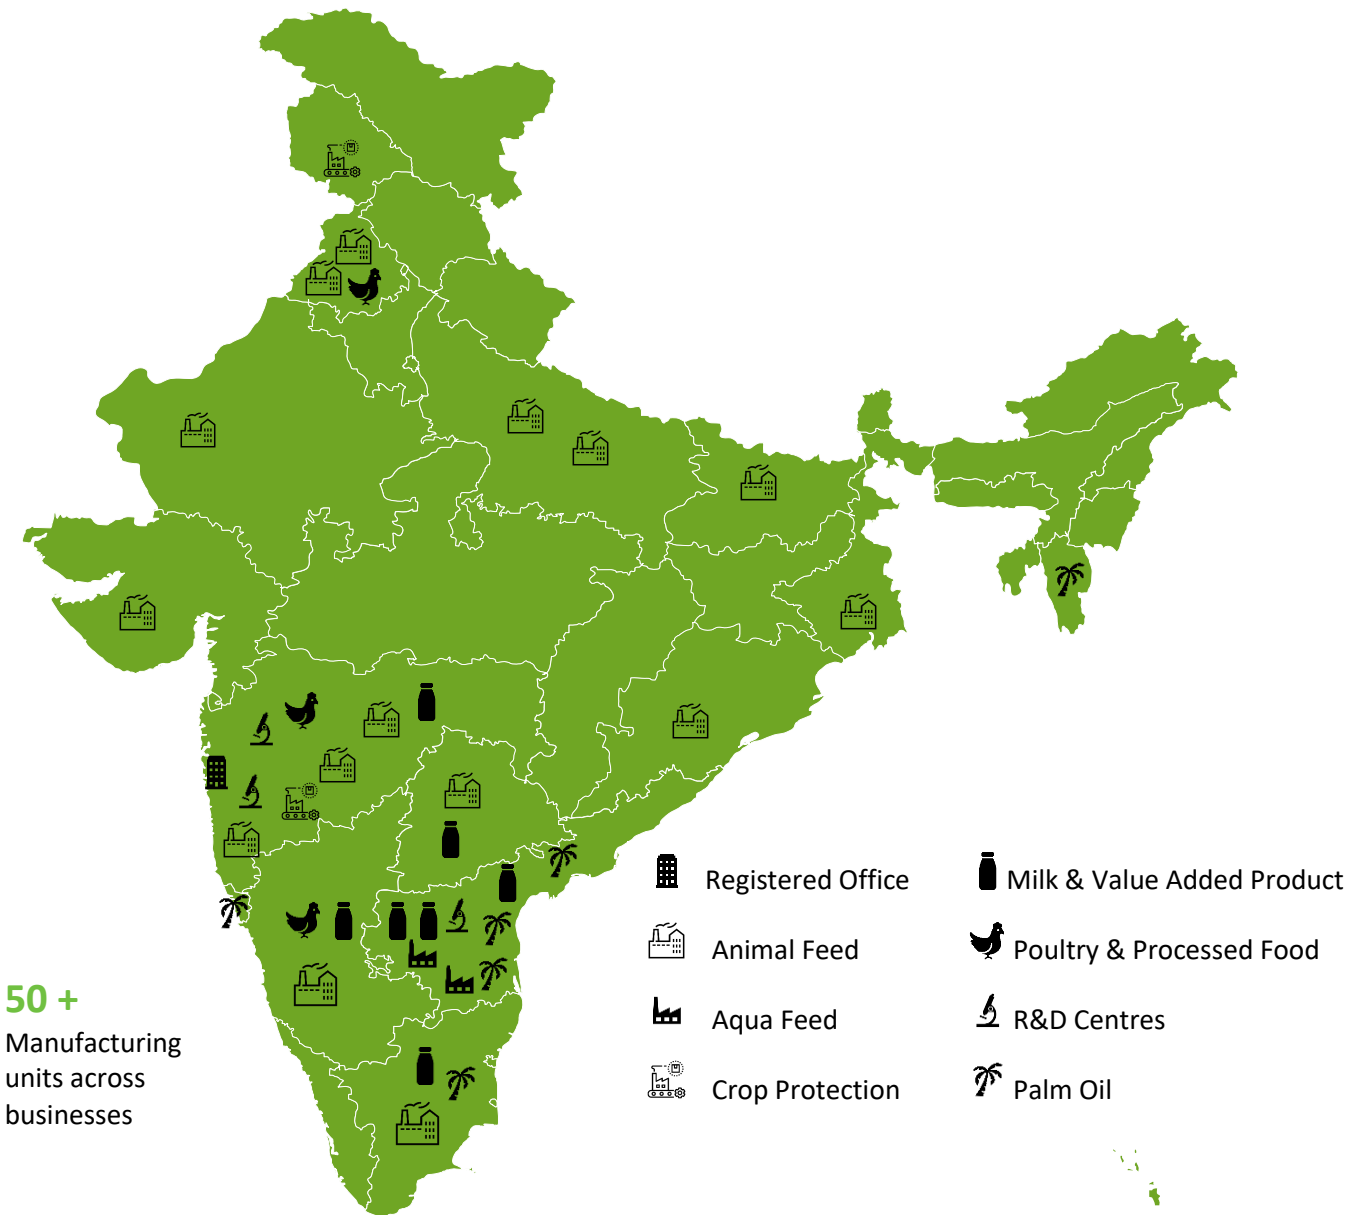 Registered Office
Milk & Value Added Product
Animal Feed
Poultry & Processed Food
Aqua Feed
R&D Centres
Crop Protection
Palm Oil
50 +
Manufacturing
units across
businesses